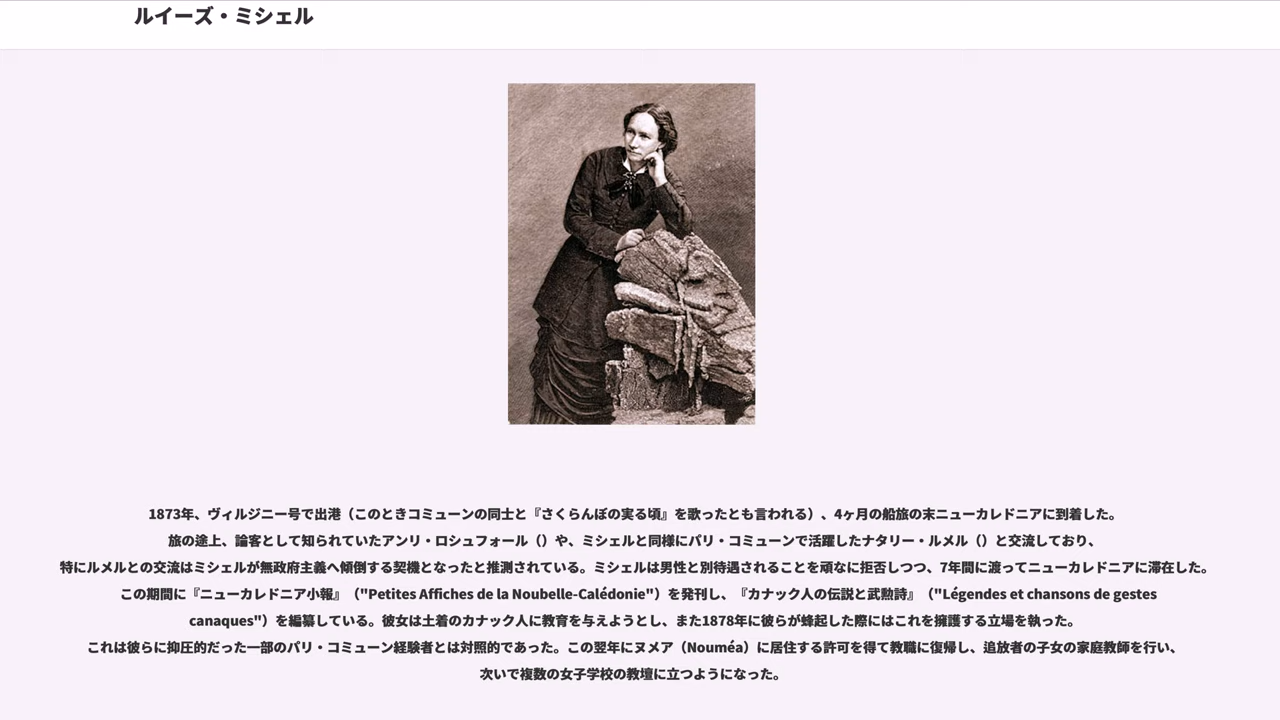 ルイーズ・ミシェル
1873年、ヴィルジニー号で出港（このときコミューンの同士と『さくらんぼの実る頃』を歌ったとも言われる）、4ヶ月の船旅の末ニューカレドニアに到着した。
旅の途上、論客として知られていたアンリ・ロシュフォール（）や、ミシェルと同様にパリ・コミューンで活躍したナタリー・ルメル（）と交流しており、
特にルメルとの交流はミシェルが無政府主義へ傾倒する契機となったと推測されている。ミシェルは男性と別待遇されることを頑なに拒否しつつ、7年間に渡ってニューカレドニアに滞在した。
この期間に『ニューカレドニア小報』（"Petites Affiches de la Noubelle-Calédonie"）を発刊し、『カナック人の伝説と武勲詩』（"Légendes et chansons de gestes
canaques"）を編纂している。彼女は土着のカナック人に教育を与えようとし、また1878年に彼らが蜂起した際にはこれを擁護する立場を執った。
これは彼らに抑圧的だった一部のパリ・コミューン経験者とは対照的であった。この翌年にヌメア（Nouméa）に居住する許可を得て教職に復帰し、追放者の子女の家庭教師を行い、
次いで複数の女子学校の教壇に立つようになった。